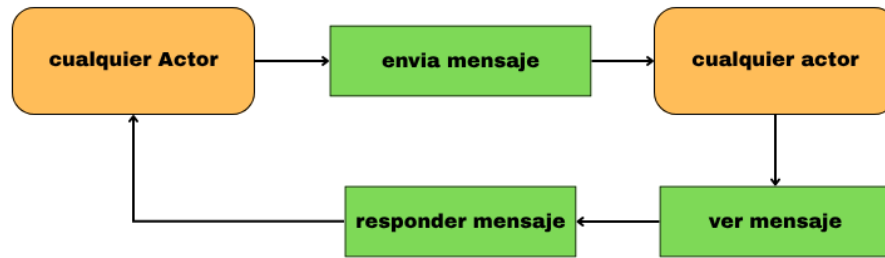 cualquier Actor
envia mensaje
cualquier actor
responder mensaje
ver mensaje